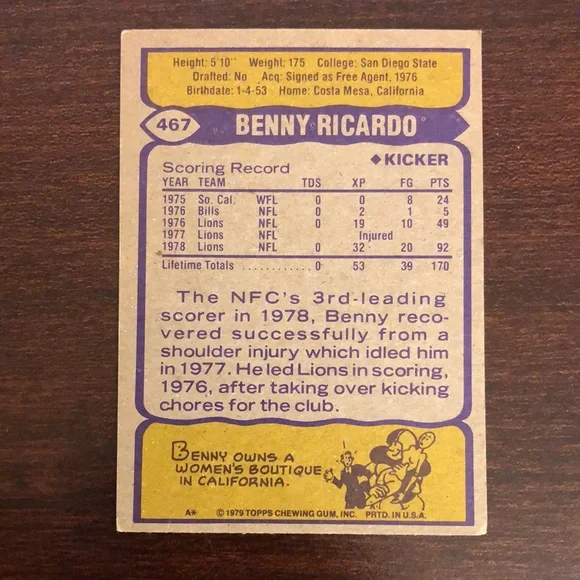 Height: 5'10" Weight: 175 College: San Diego State
Drafted: No Acq: Signed as Free Agent, 1976
Birthdate: 1-4-53 Home: Costa Mesa, California
467 BENNY RICARDO
◆KICKER
Scoring Record
YEAR TEAM TDS XP FG PTS
1975 So. Cal. WFL 0 0 8 24
1976 Bills NFL 0 2 1 5
1976 Lions NFL 0 19 10 49
1977 Lions NFL Injured
1978 Lions NFL 0 32 20 92
Lifetime Totals ............ 0 53 39 170
The NFC's 3rd-leading
scorer in 1978, Benny reco-
vered successfully from a
shoulder injury which idled him
in 1977. He led Lions in scoring,
1976, after taking over kicking
chores for the club.
BENNY OWNS A
WOMEN'S BOUTIQUE
IN CALIFORNIA.
A* © 1979 TOPPS CHEWING GUM, INC. PRTD. IN U.S.A.